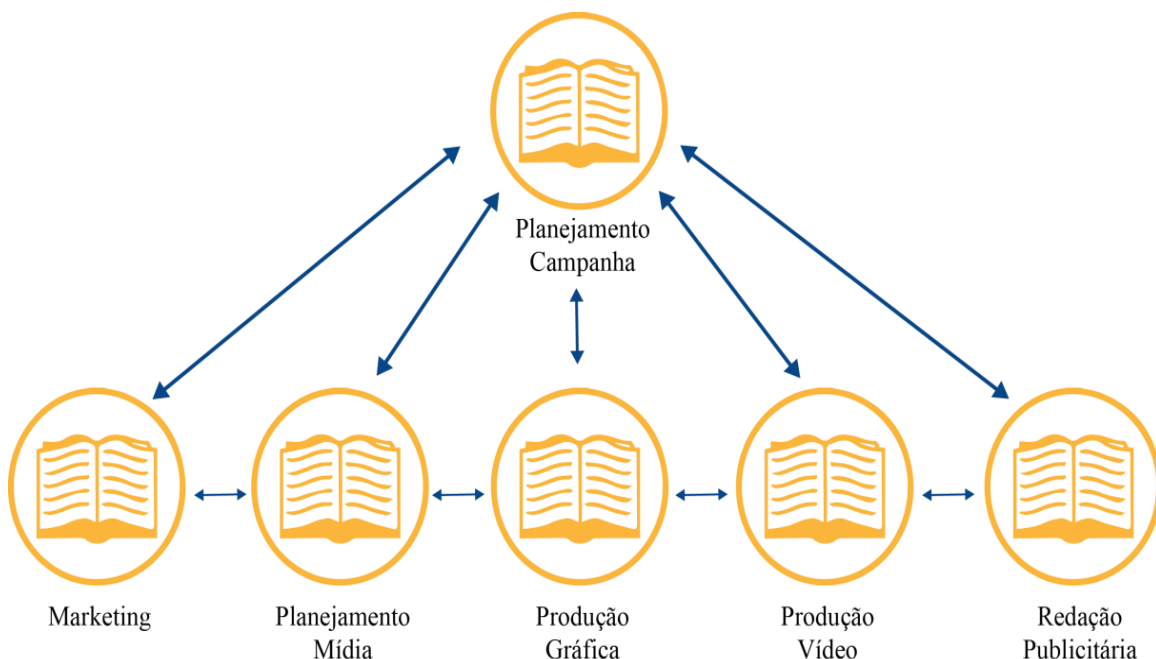 Planejamento
Campanha
Marketing
Planejamento
Mídia
Produção
Gráfica
Produção
Vídeo
Redação
Publicitária